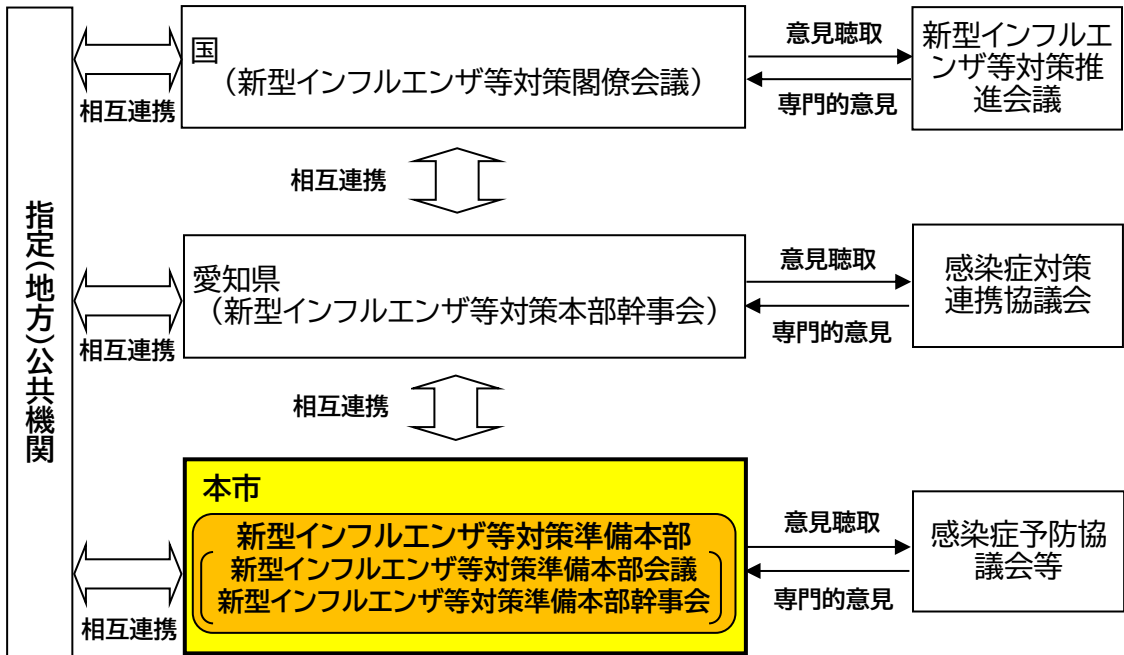 指定(地方)公共機関
相互連携
国
(新型インフルエンザ等対策閣僚会議)
意見聴取
専門的意見
新型インフルエ
ンザ等対策推
進会議
相互連携
相互連携
愛知県
(新型インフルエンザ等対策本部幹事会)
意見聴取
専門的意見
感染症対策
連携協議会
相互連携
相互連携
本市
新型インフルエンザ等対策準備本部
新型インフルエンザ等対策準備本部会議
新型インフルエンザ等対策準備本部幹事会
意見聴取
専門的意見
感染症予防協
議会等